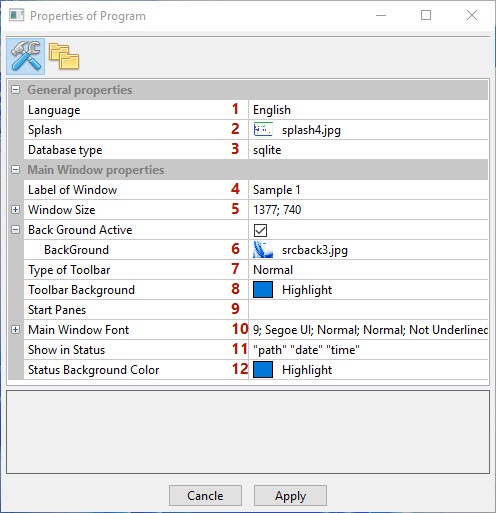 Properties of Program
General properties
Language 1 English
Splash 2 splash4.jpg
Database type 3 sqlite
Main Window properties
Label of Window 4 Sample 1
Window Size 5 1377; 740
Back Ground Active
BackGround 6 srcback3.jpg
Type of Toolbar 7 Normal
Toolbar Background 8 Highlight
Start Panes 9
Main Window Font 10 9; Segoe UI; Normal; Normal; Not Underlined
Show in Status 11 "path" "date" "time"
Status Background Color 12 Highlight
Cancle Apply